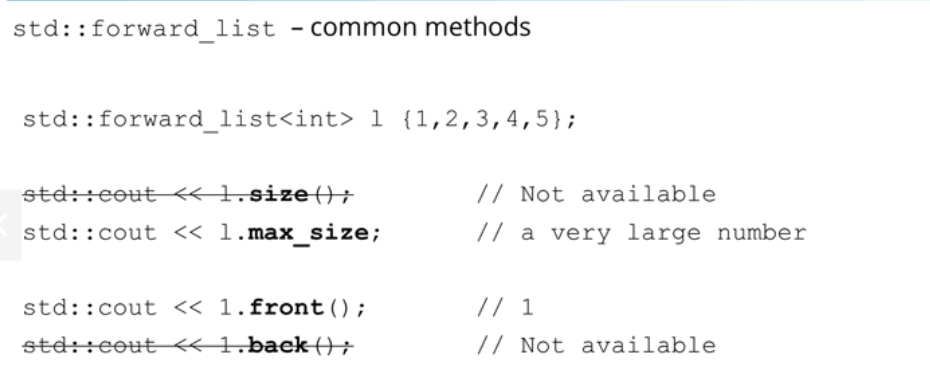 std::forward_list – common methods
std::forward_list<int> l {1,2,3,4,5};
std::cout << l.size(); // Not available
std::cout << l.max_size; // a very large number
std::cout << l.front(); // 1
std::cout << l.back(); // Not available